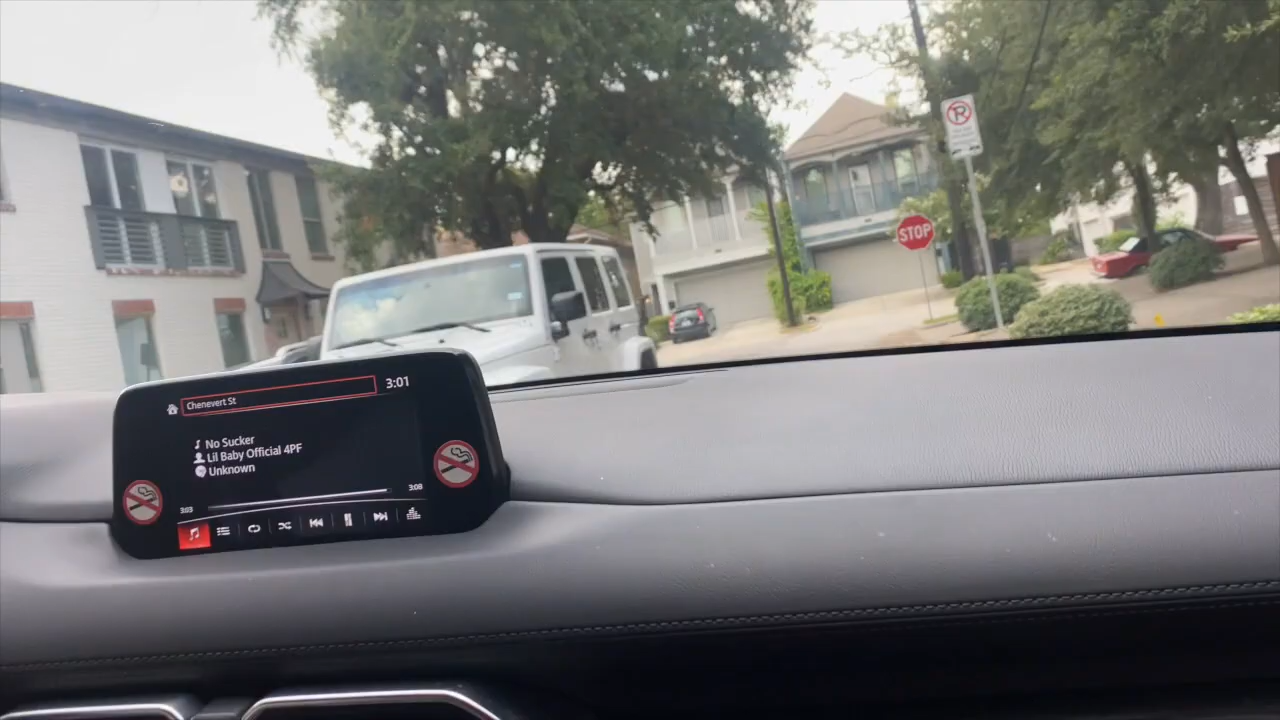 STOP
Chenevert St
3:01
No Sucker
Lil Baby Official 4PF
Unknown
3:03
3:08